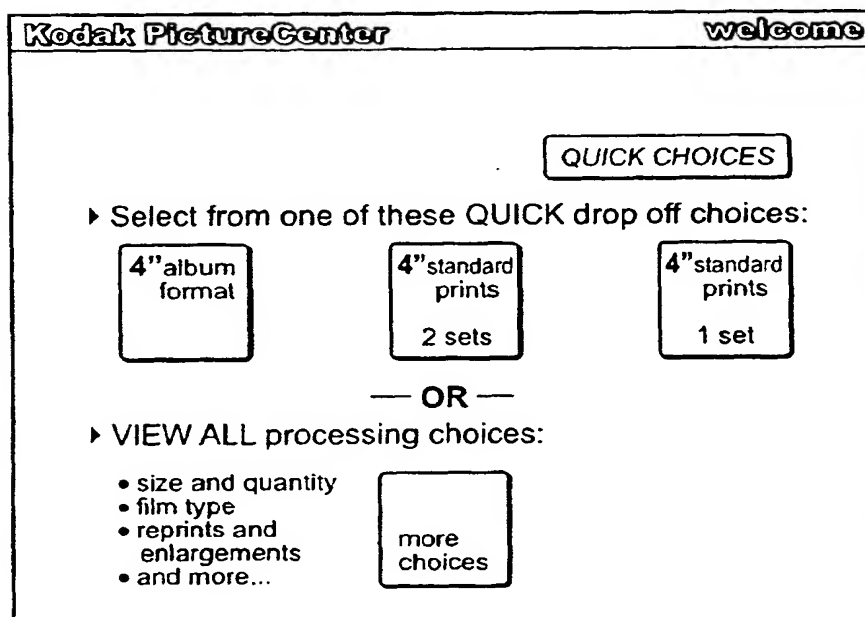 Kodak PictureCenter welcome
QUICK CHOICES
▸ Select from one of these QUICK drop off choices:
4" album
format
4" standard
prints
2 sets
4" standard
prints
1 set
— OR —
▸ VIEW ALL processing choices:
• size and quantity
• film type
• reprints and
enlargements
• and more...
more
choices